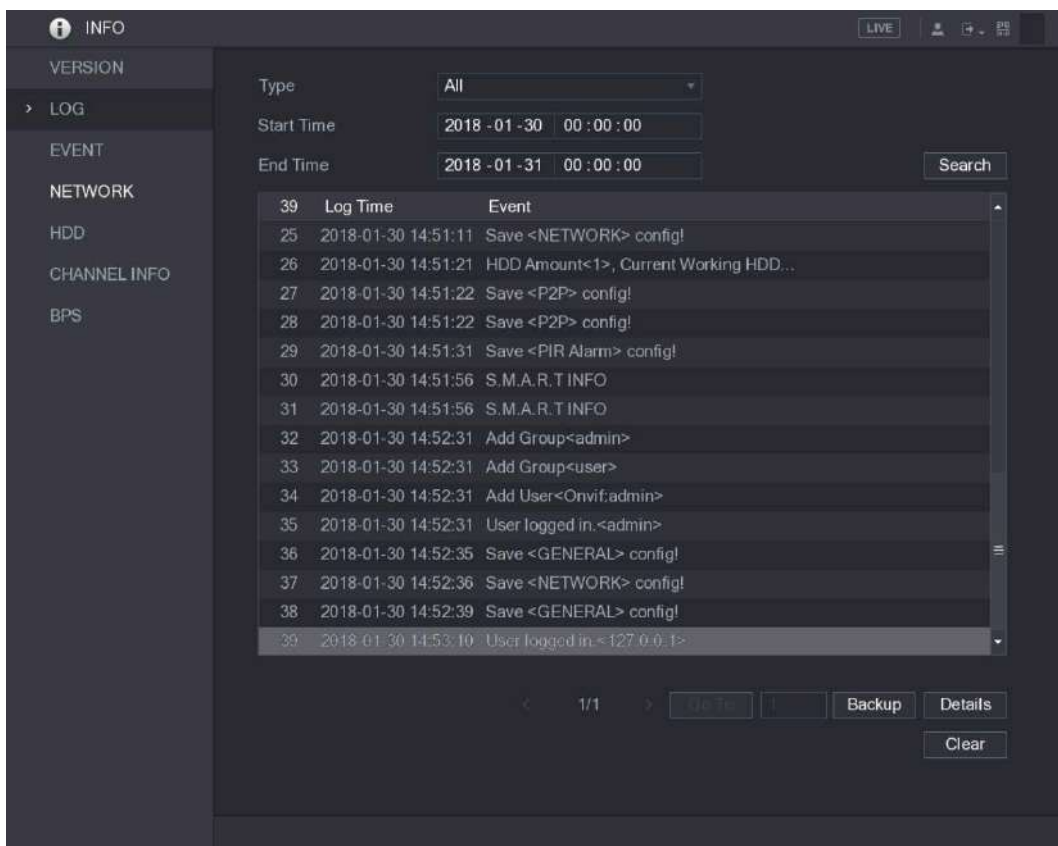 INFO
LIVE
VERSION
LOG
EVENT
NETWORK
HDD
CHANNEL INFO
BPS
Type All
Start Time 2018 -01 -30 00 : 00 : 00
End Time 2018 -01 -31 00 : 00 : 00 Search
39 Log Time Event
25 2018-01-30 14:51:11 Save <NETWORK> config!
26 2018-01-30 14:51:21 HDD Amount<1>, Current Working HDD...
27 2018-01-30 14:51:22 Save <P2P> config!
28 2018-01-30 14:51:22 Save <P2P> config!
29 2018-01-30 14:51:31 Save <PIR Alarm> config!
30 2018-01-30 14:51:56 S.M.A.R.T INFO
31 2018-01-30 14:51:56 S.M.A.R.T INFO
32 2018-01-30 14:52:31 Add Group<admin>
33 2018-01-30 14:52:31 Add Group<user>
34 2018-01-30 14:52:31 Add User<Onvif:admin>
35 2018-01-30 14:52:31 User logged in.<admin>
36 2018-01-30 14:52:35 Save <GENERAL> config!
37 2018-01-30 14:52:36 Save <NETWORK> config!
38 2018-01-30 14:52:39 Save <GENERAL> config!
39 2018-01-30 14:53:10 User logged in.<127.0.0.1>
1/1 Go To 1 Backup Details
Clear